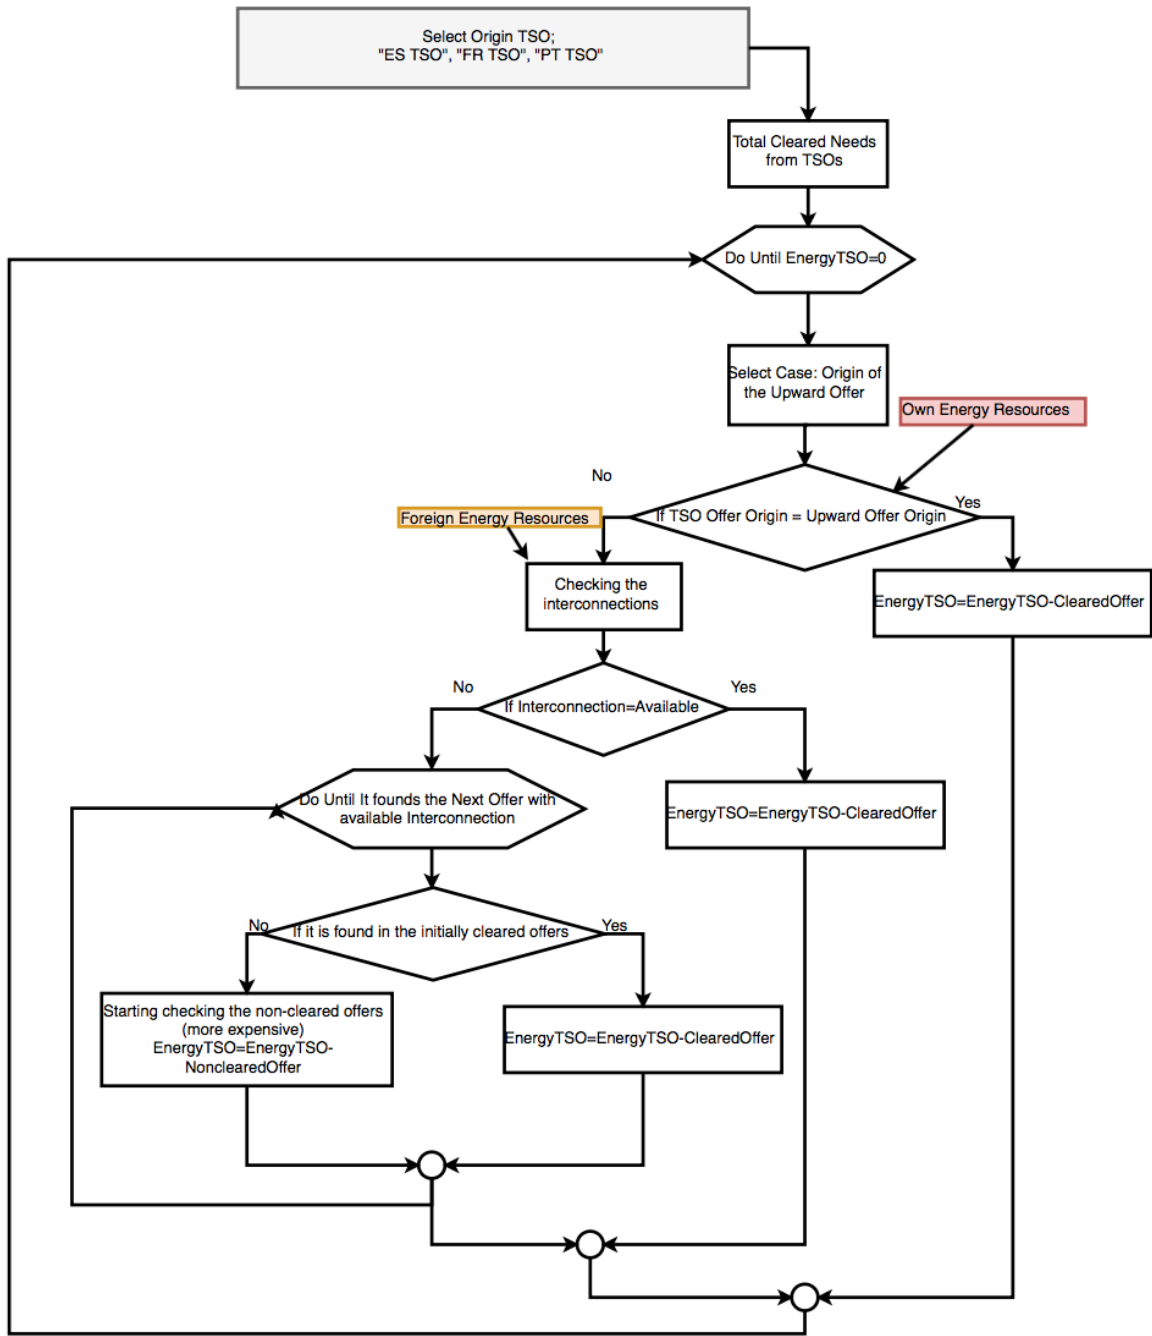 Select Origin TSO;
"ES TSO", "FR TSO", "PT TSO"
Total Cleared Needs
from TSOs
Do Until EnergyTSO=0
Select Case: Origin of
the Upward Offer
Own Energy Resources
No
Yes
If TSO Offer Origin = Upward Offer Origin
Foreign Energy Resources
Checking the
interconnections
EnergyTSO=EnergyTSO-ClearedOffer
No
Yes
If Interconnection=Available
Do Until It founds the Next Offer with
available Interconnection
EnergyTSO=EnergyTSO-ClearedOffer
No
Yes
If it is found in the initially cleared offers
Starting checking the non-cleared offers
(more expensive)
EnergyTSO=EnergyTSO-
NonclearedOffer
EnergyTSO=EnergyTSO-ClearedOffer